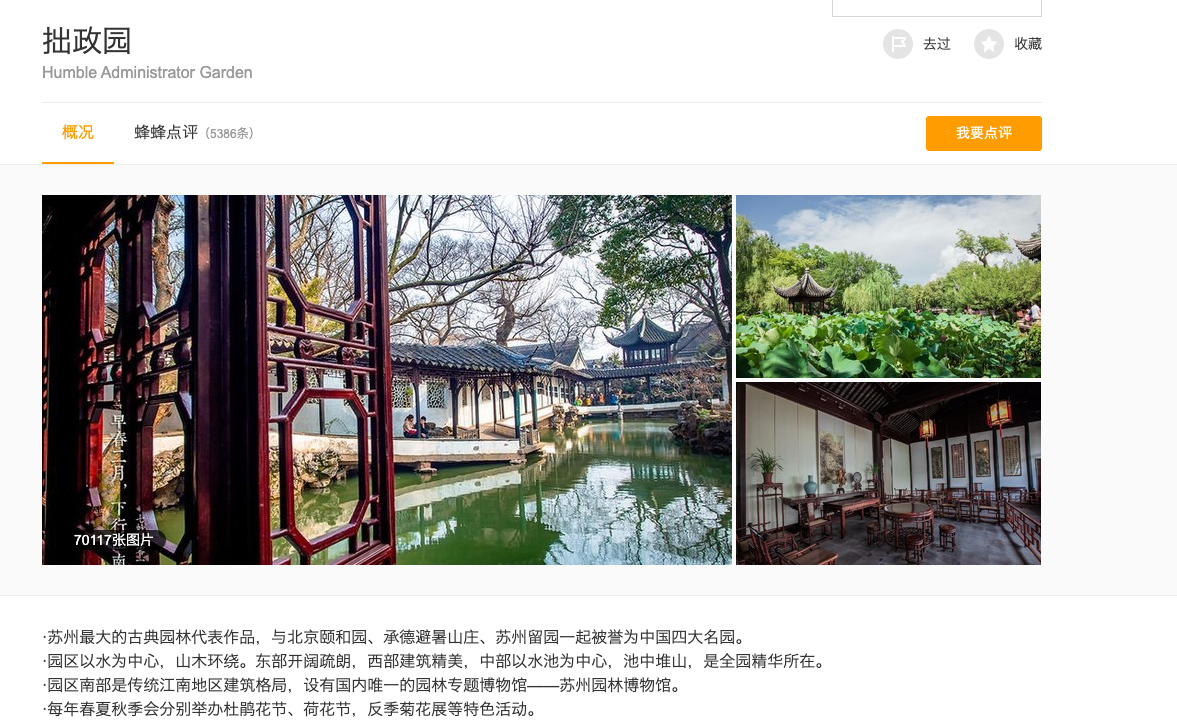 拙政园
Humble Administrator Garden
去过
收藏
概况
蜂蜂点评（5386条）
我要点评
早春二月，下江南
70117张图片
·苏州最大的古典园林代表作品，与北京颐和园、承德避暑山庄、苏州留园一起被誉为中国四大名园。
·园区以水为中心，山木环绕。东部开阔疏朗，西部建筑精美，中部以水池为中心，池中堆山，是全园精华所在。
·园区南部是传统江南地区建筑格局，设有国内唯一的园林专题博物馆——苏州园林博物馆。
·每年春夏秋季会分别举办杜鹃花节、荷花节，反季菊花展等特色活动。